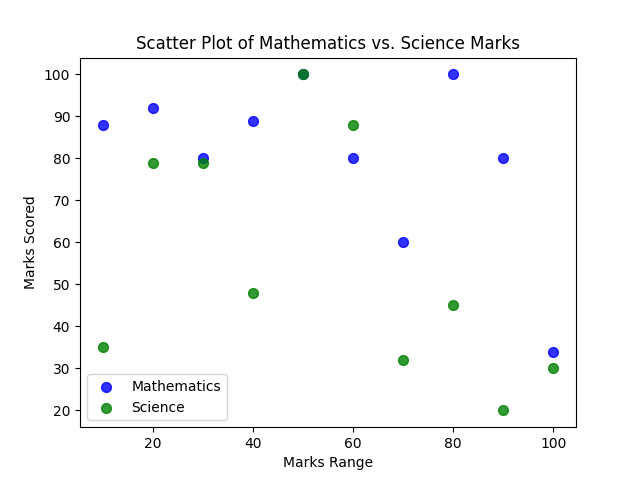 Scatter Plot of Mathematics vs. Science Marks
Marks Scored
100
90
80
70
60
50
40
30
20
Mathematics
Science
20 40 60 80 100
Marks Range